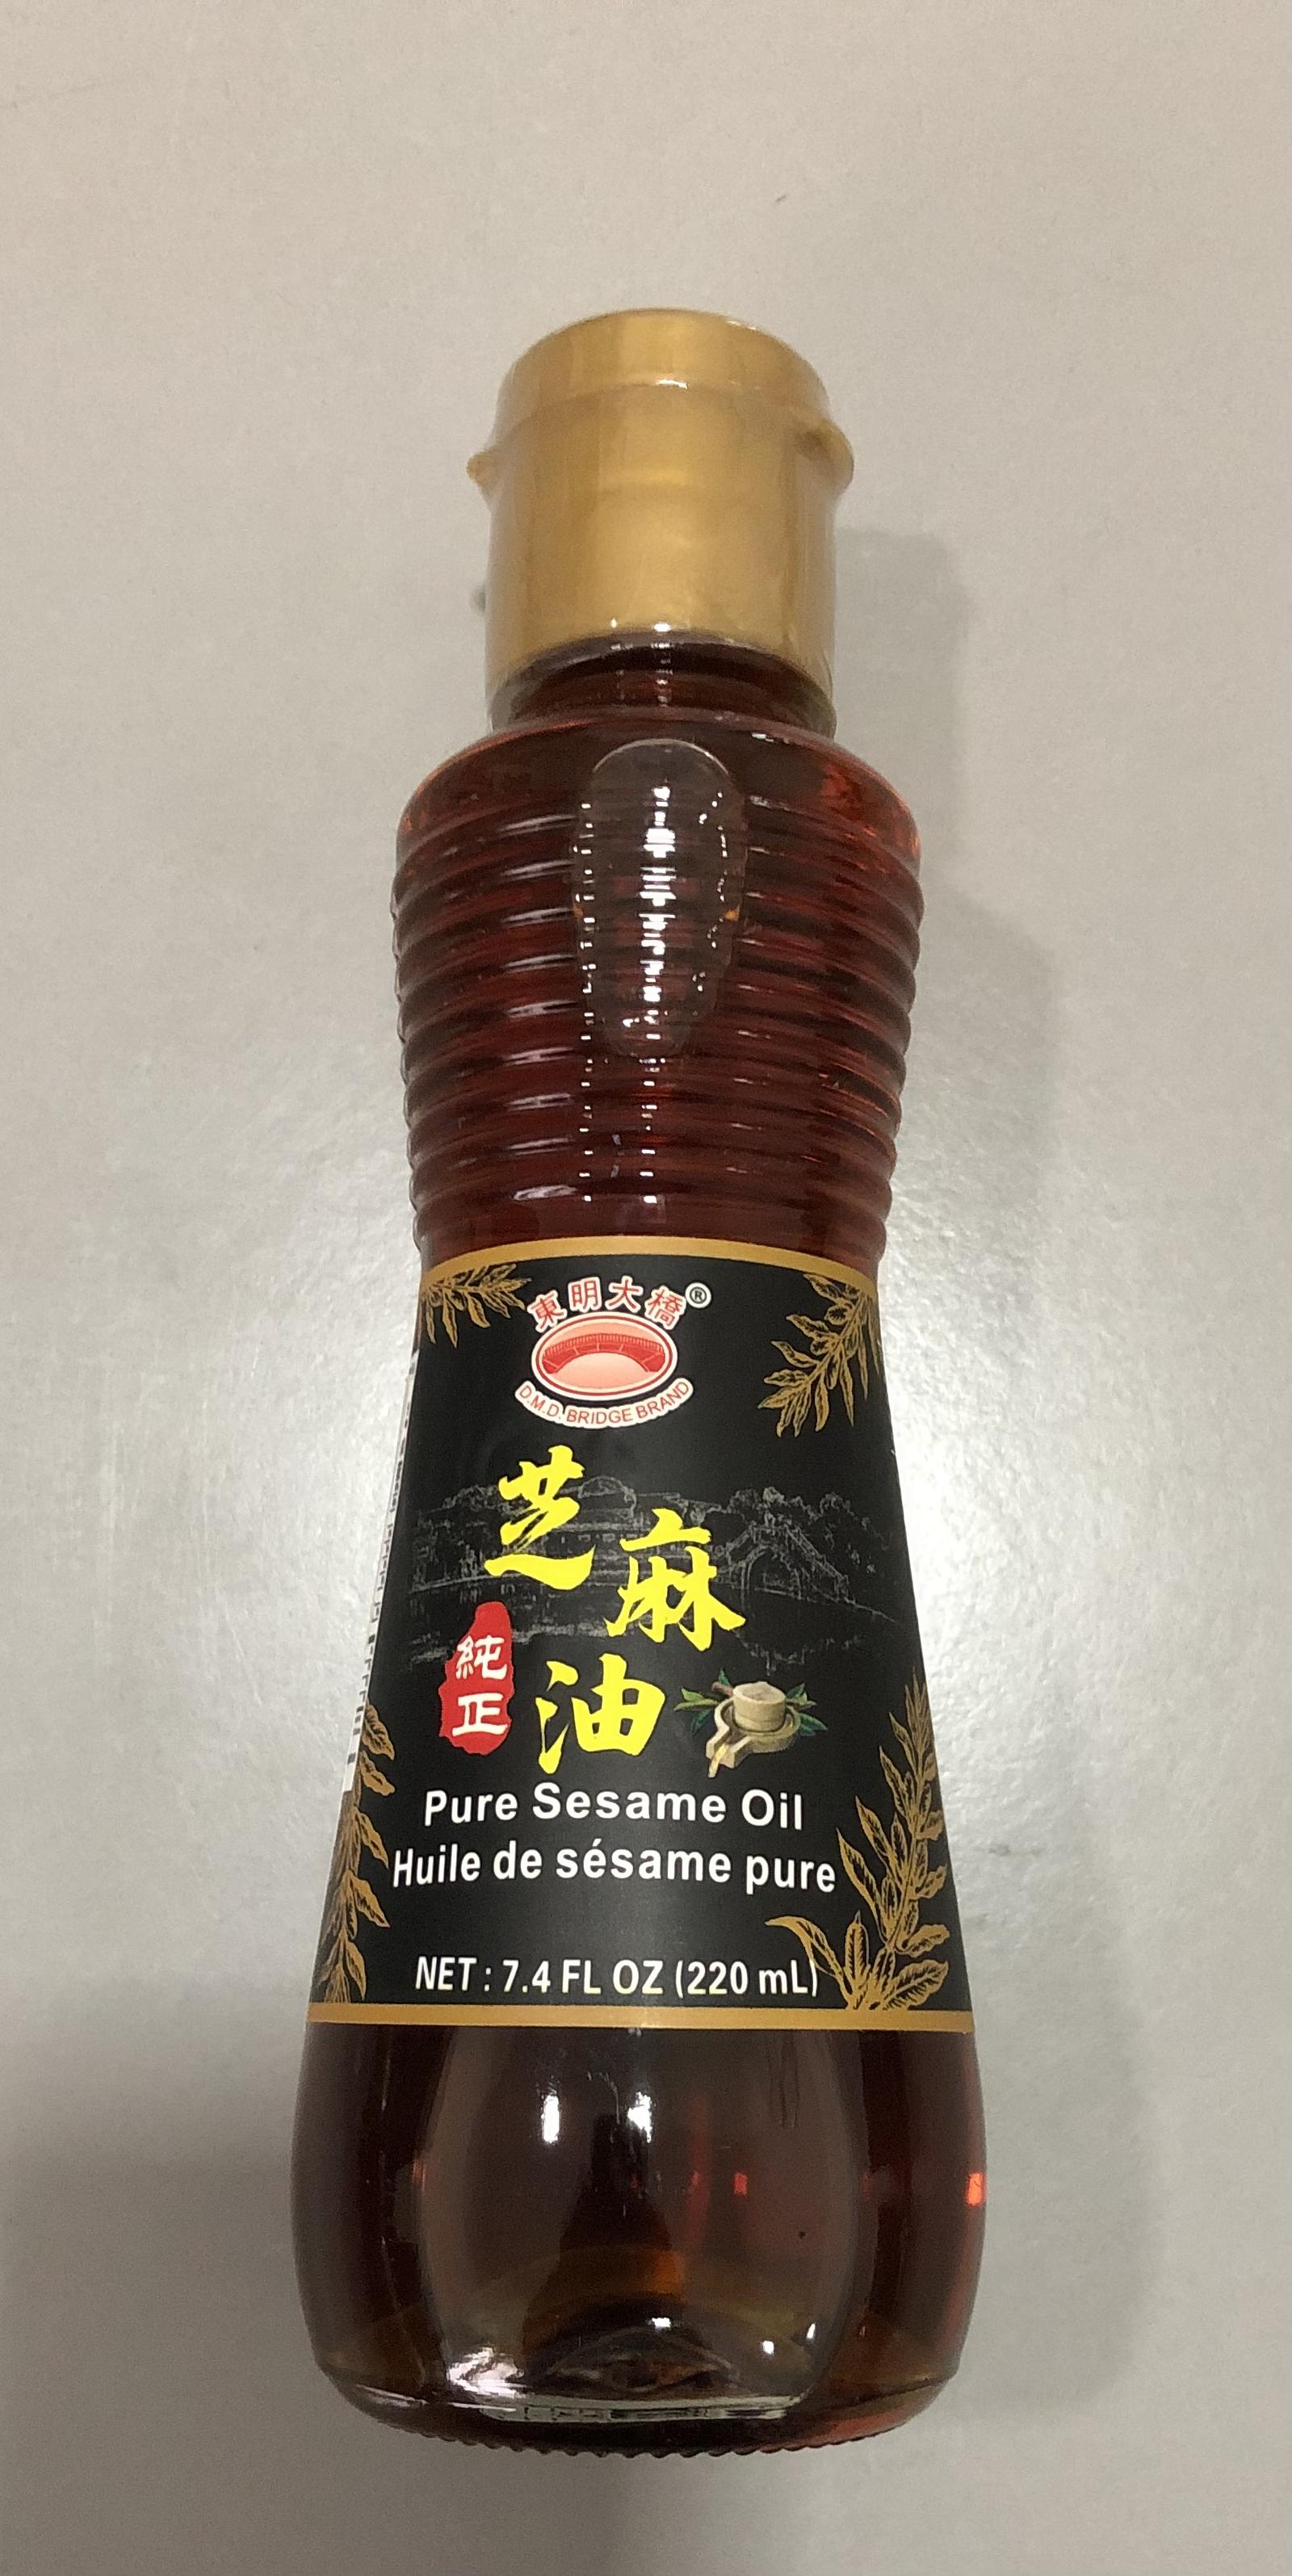 東明大橋®
D.M.D. BRIDGE BRAND
芝麻油
純正
Pure Sesame Oil
Huile de sésame pure
NET : 7.4 FL OZ (220 mL)